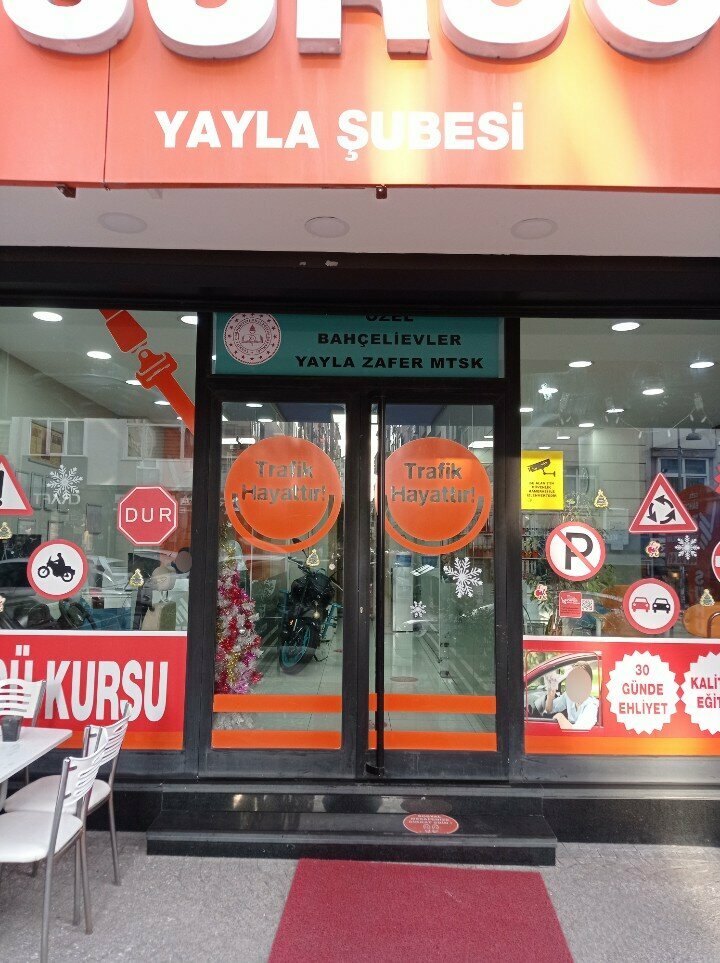 YAYLA ŞUBESİ
ÖZEL
BAHÇELİEVLER
YAYLA ZAFER MTSK
Trafik
Hayattır!
Trafik
Hayattır!
DUR
P
KURSU
30
GÜNDE
EHLİYET